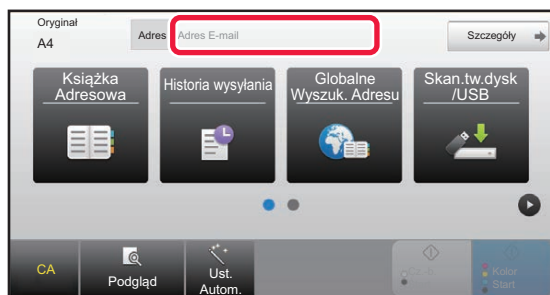 Oryginał
A4
Adres
Adres E-mail
Szczegóły
Książka
Adresowa
Historia wysyłania
Globalne
Wyszuk. Adresu
Skan.tw.dysk
/USB
CA
Podgląd
Ust.
Autom.
Kolor
Start